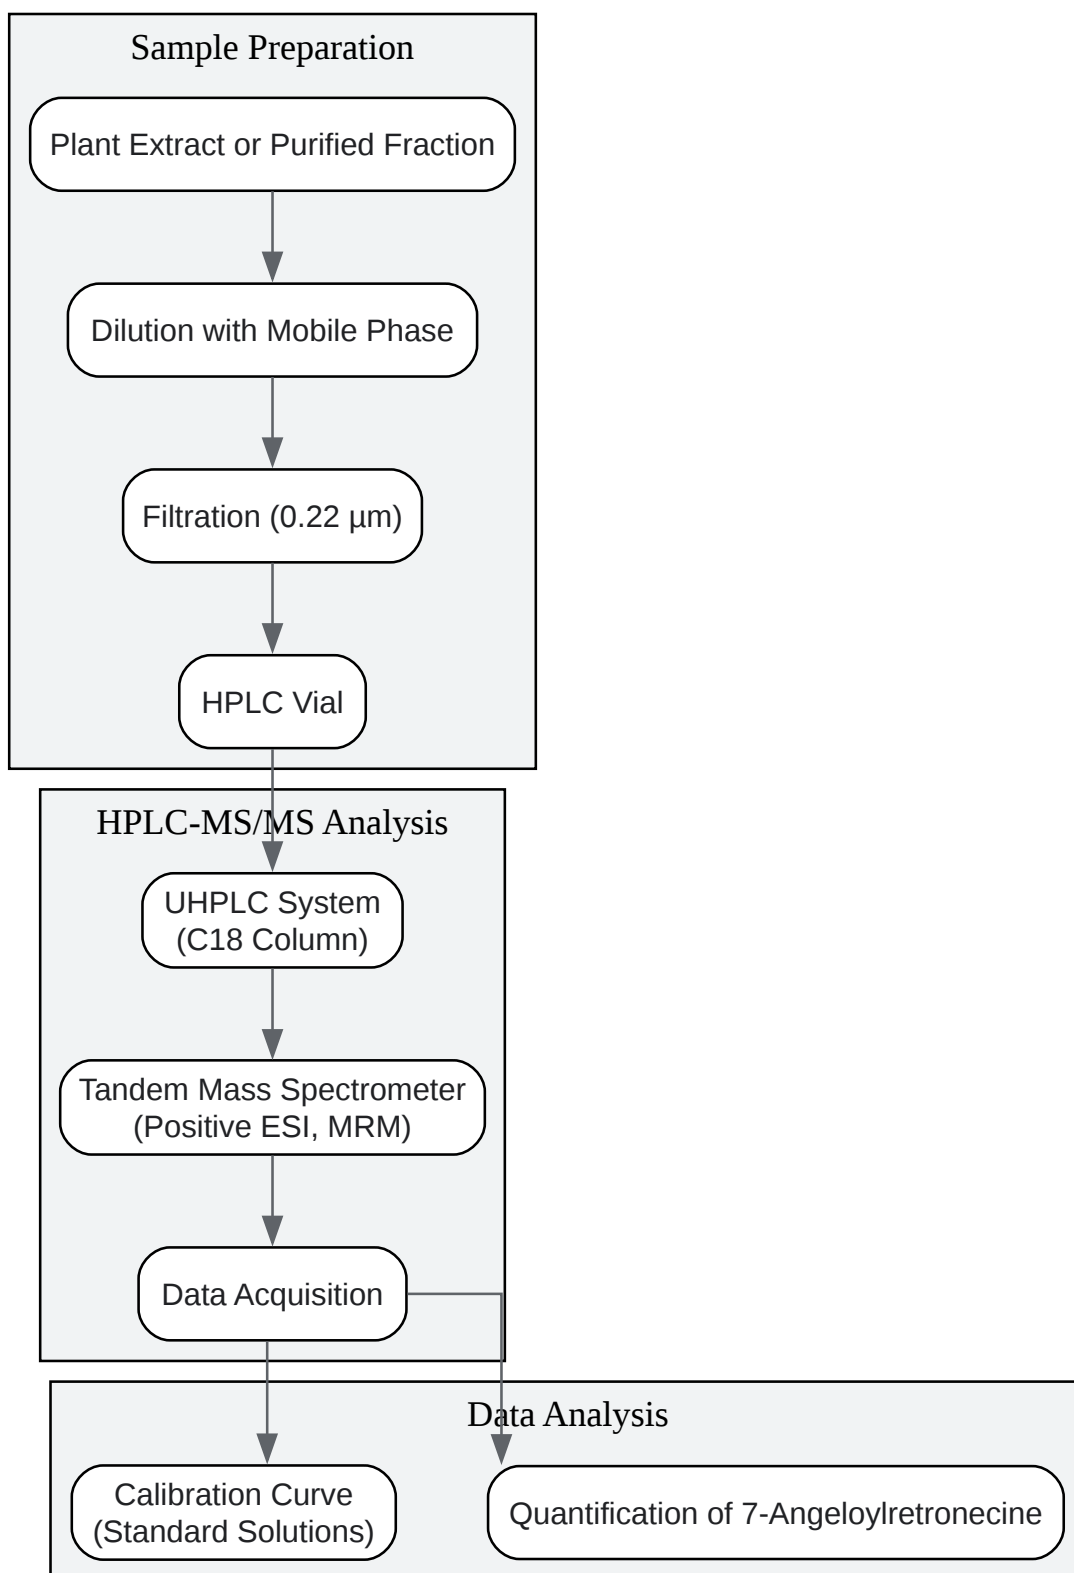 Sample Preparation
Plant Extract or Purified Fraction
Dilution with Mobile Phase
Filtration (0.22 µm)
HPLC Vial
HPLC-MS/MS Analysis
UHPLC System
(C18 Column)
Tandem Mass Spectrometer
(Positive ESI, MRM)
Data Acquisition
Data Analysis
Calibration Curve
(Standard Solutions)
Quantification of 7-Angeloylretronecine